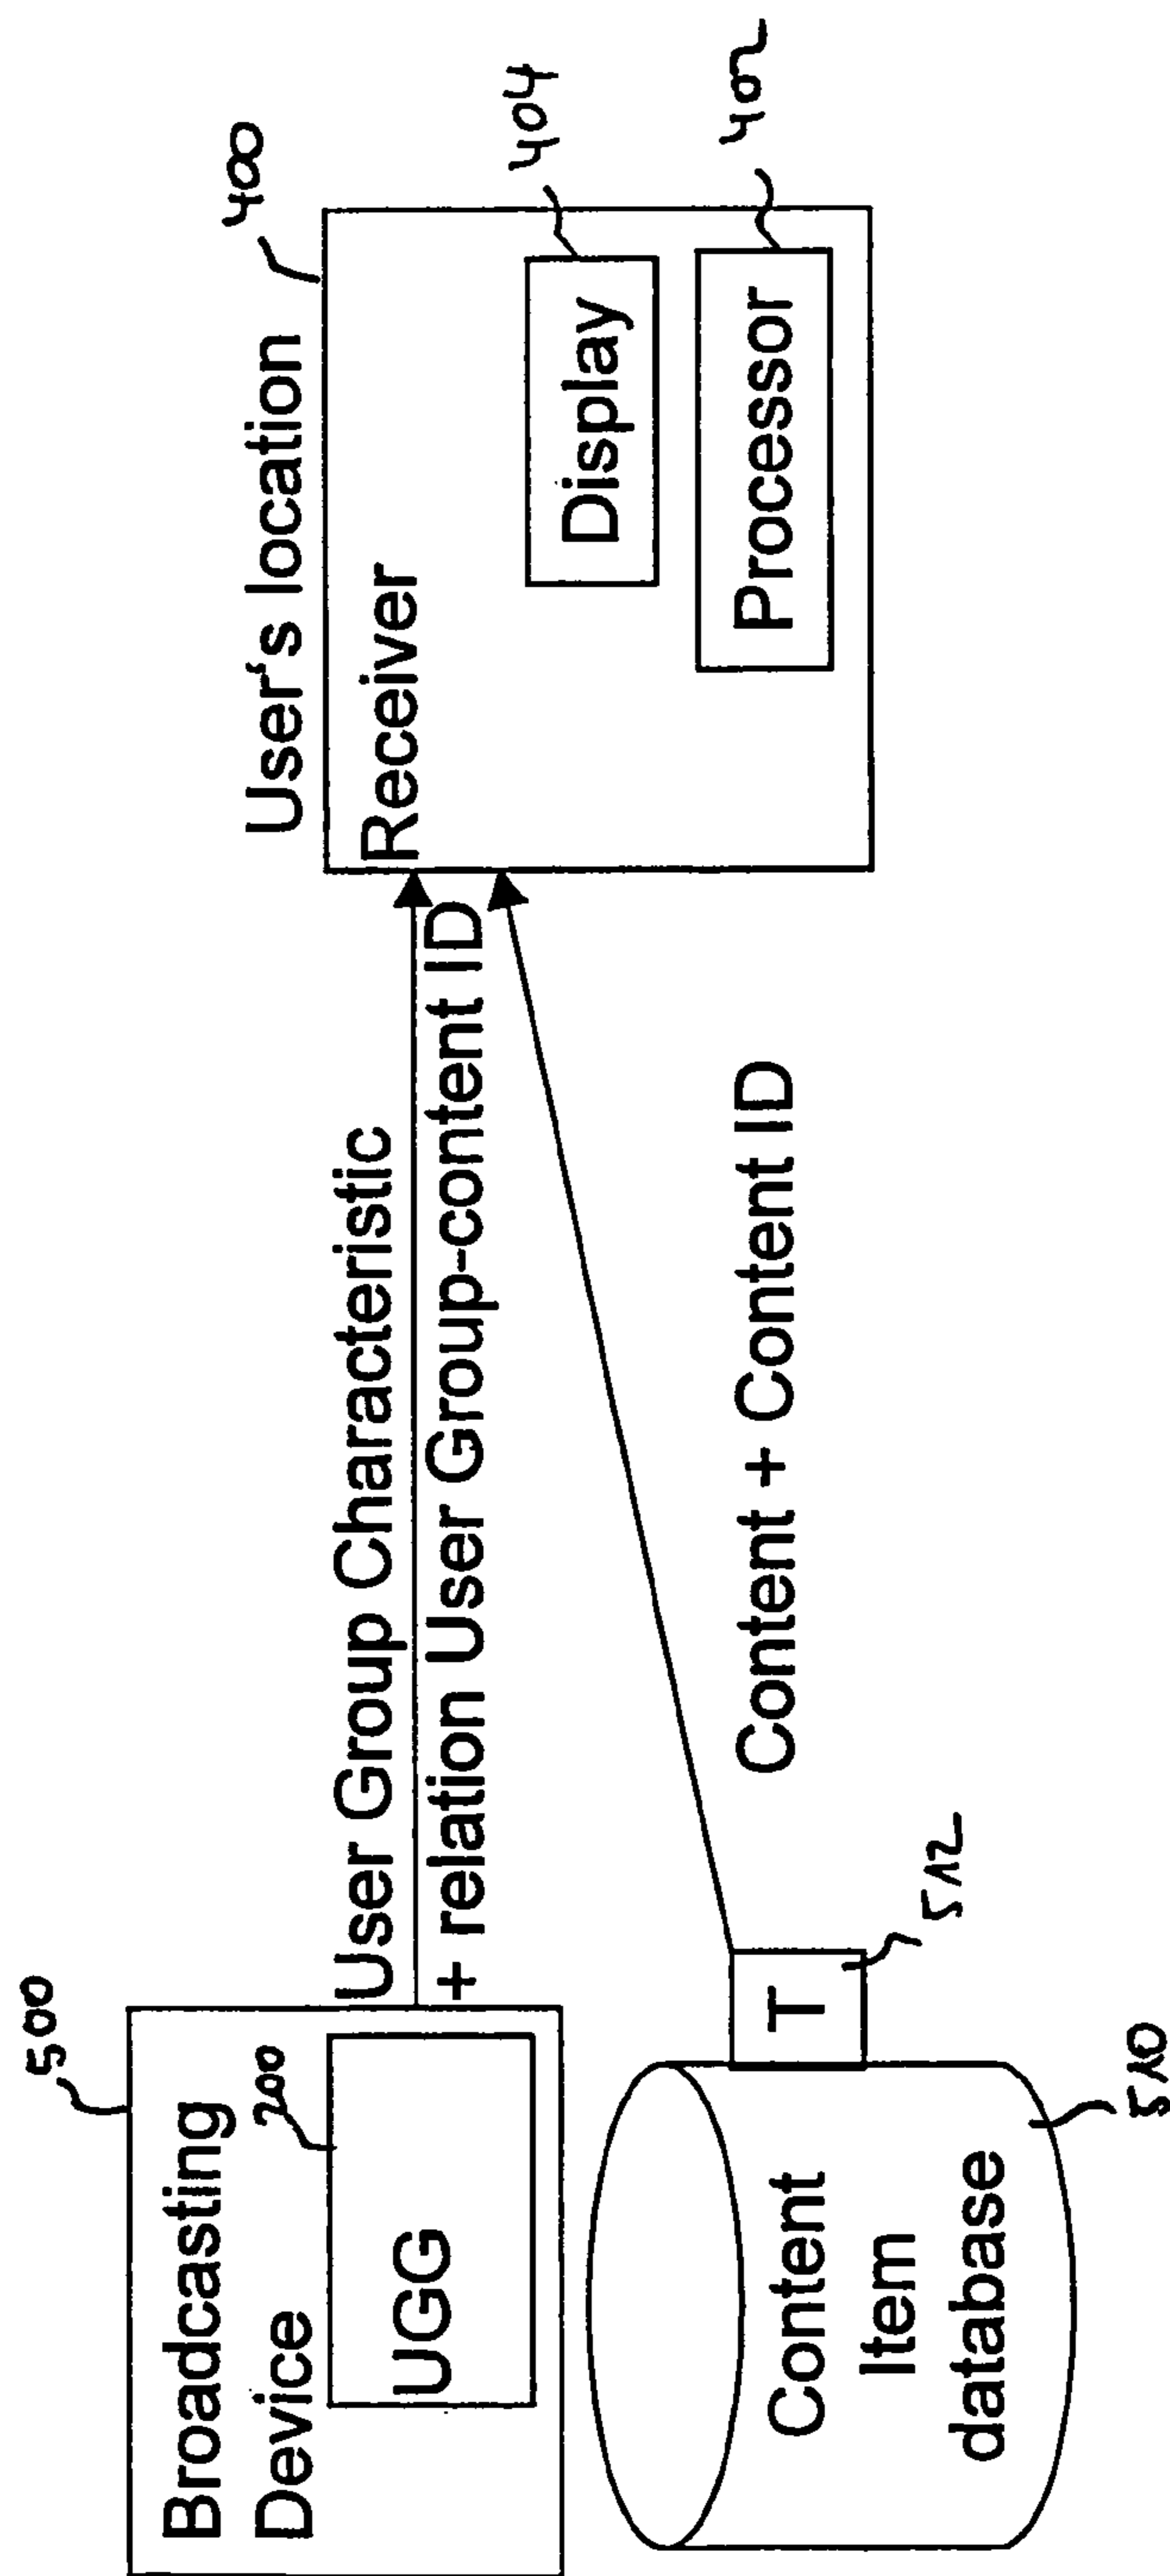 500
Broadcasting
Device
200
UGG
User Group Characteristic
+ relation User Group-content ID
User's location
400
Receiver
404
Display
402
Processor
Content
Item
database
510
T
512
Content + Content ID